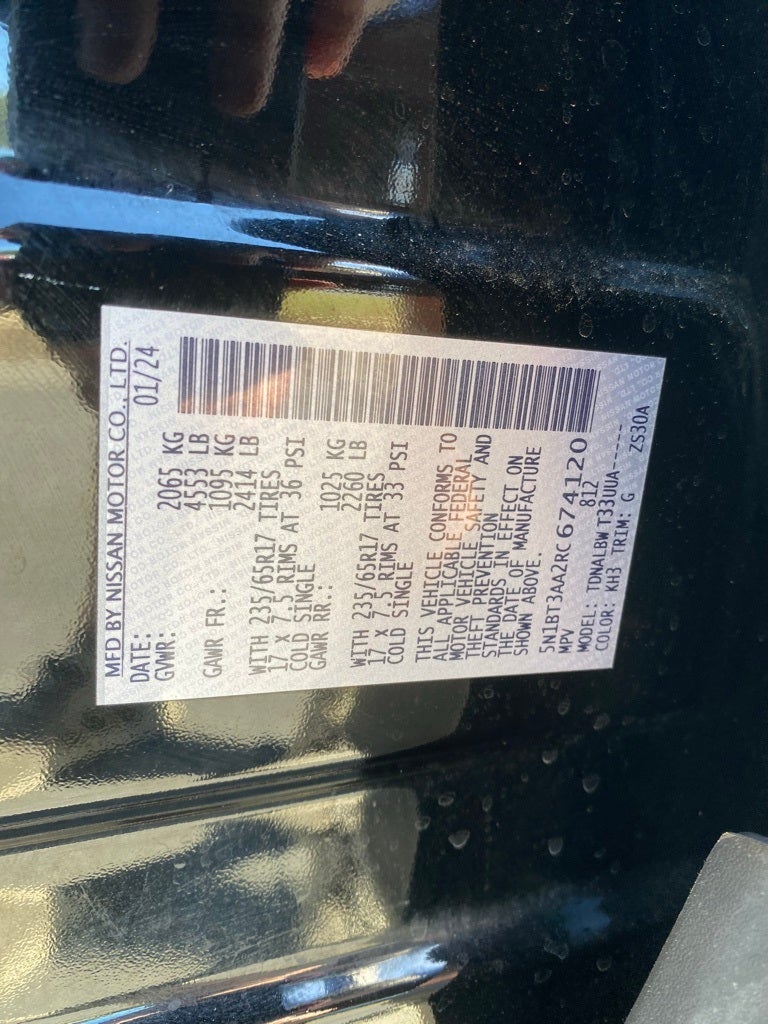 MFD BY NISSAN MOTOR CO., LTD.
DATE: 01/24
GVWR: 2065 KG
4553 LB
GAWR FR.: 1095 KG
2414 LB
WITH 235/65R17 TIRES
17 X 7.5 RIMS AT 36 PSI
COLD SINGLE
GAWR RR.: 1025 KG
2260 LB
WITH 235/65R17 TIRES
17 X 7.5 RIMS AT 33 PSI
COLD SINGLE
THIS VEHICLE CONFORMS TO
ALL APPLICABLE FEDERAL
MOTOR VEHICLE SAFETY AND
THEFT PREVENTION
STANDARDS IN EFFECT ON
THE DATE OF MANUFACTURE
SHOWN ABOVE.
5N1BT3AA2RC674120
MPV 812
MODEL: TDNALBW T33UUA-----
COLOR: KH3 TRIM: G ZS30A